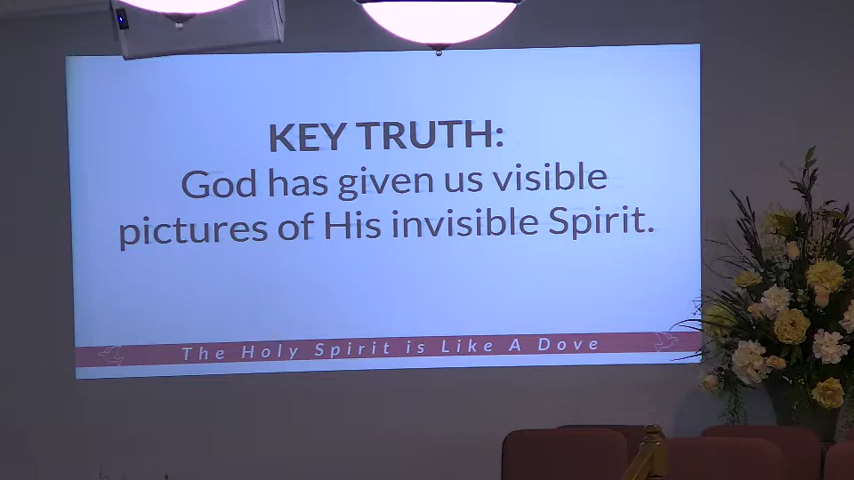 KEY TRUTH:
God has given us visible
pictures of His invisible Spirit.
The Holy Spirit is Like A Dove